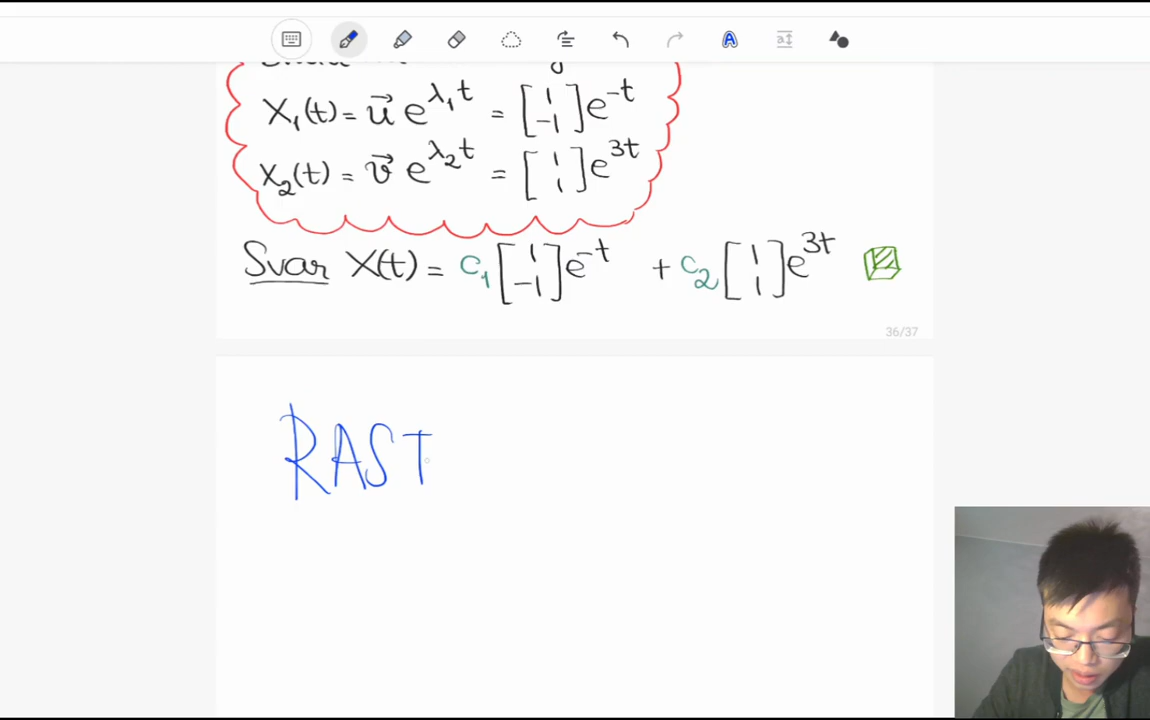 X₁(t) = u⃗ e^λ₁t = [1 -1] e^-t
X₂(t) = v⃗ e^λ₂t = [1 1] e^3t
Svar X(t) = c₁ [1 -1] e^-t + c₂ [1 1] e^3t
36/37
RAST